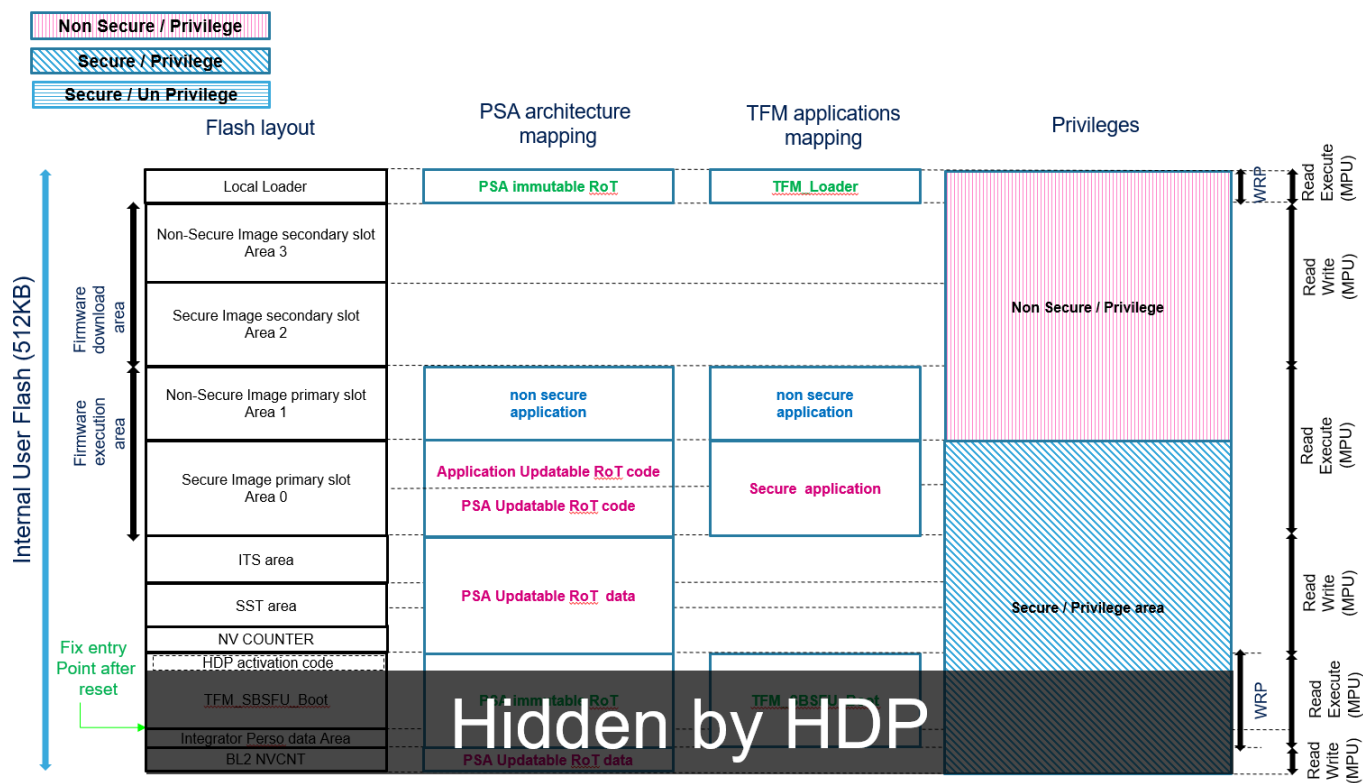 Non Secure / Privilege
Secure / Privilege
Secure / Un Privilege
Flash layout
PSA architecture
mapping
TFM applications
mapping
Privileges
Internal User Flash (512KB)
Firmware
download
area
Firmware
execution
area
Fix entry
Point after
reset
Local Loader
Non-Secure Image secondary slot
Area 3
Secure Image secondary slot
Area 2
Non-Secure Image primary slot
Area 1
Secure Image primary slot
Area 0
ITS area
SST area
NV COUNTER
HDP activation code
TFM_SBSFU_Boot
Integrator Perso data Area
BL2 NVCNT
PSA immutable RoT
non secure
application
Application Updatable RoT code
PSA Updatable RoT code
PSA Updatable RoT data
PSA immutable RoT
PSA Updatable RoT data
TFM_Loader
non secure
application
Secure application
TFM_SBSFU_Boot
Hidden by HDP
Non Secure / Privilege
Secure / Privilege area
WRP
WRP
Read
Execute
(MPU)
Read
Write
(MPU)
Read
Execute
(MPU)
Read
Write
(MPU)
Read
Execute
(MPU)
Read
Write
(MPU)